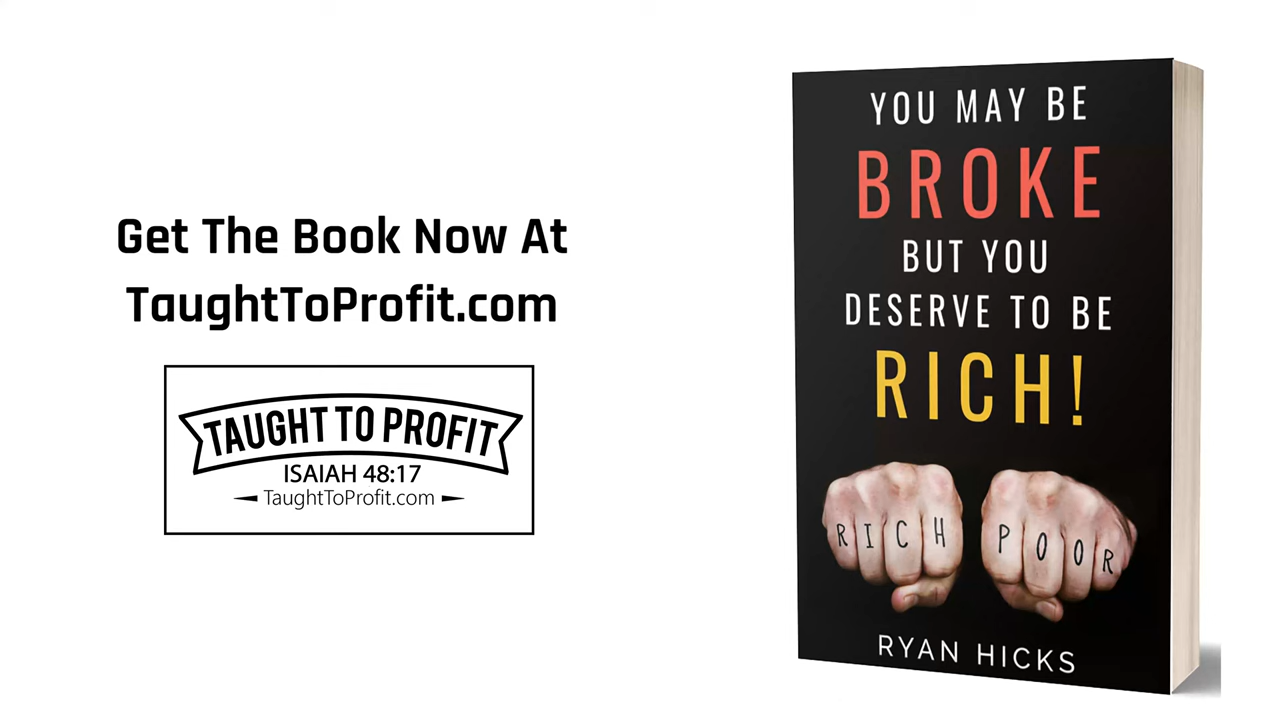 Get The Book Now At
TaughtToProfit.com
TAUGHT TO PROFIT
ISAIAH 48:17
TaughtToProfit.com
YOU MAY BE
BROKE
BUT YOU
DESERVE TO BE
RICH!
RICH POOR
RYAN HICKS